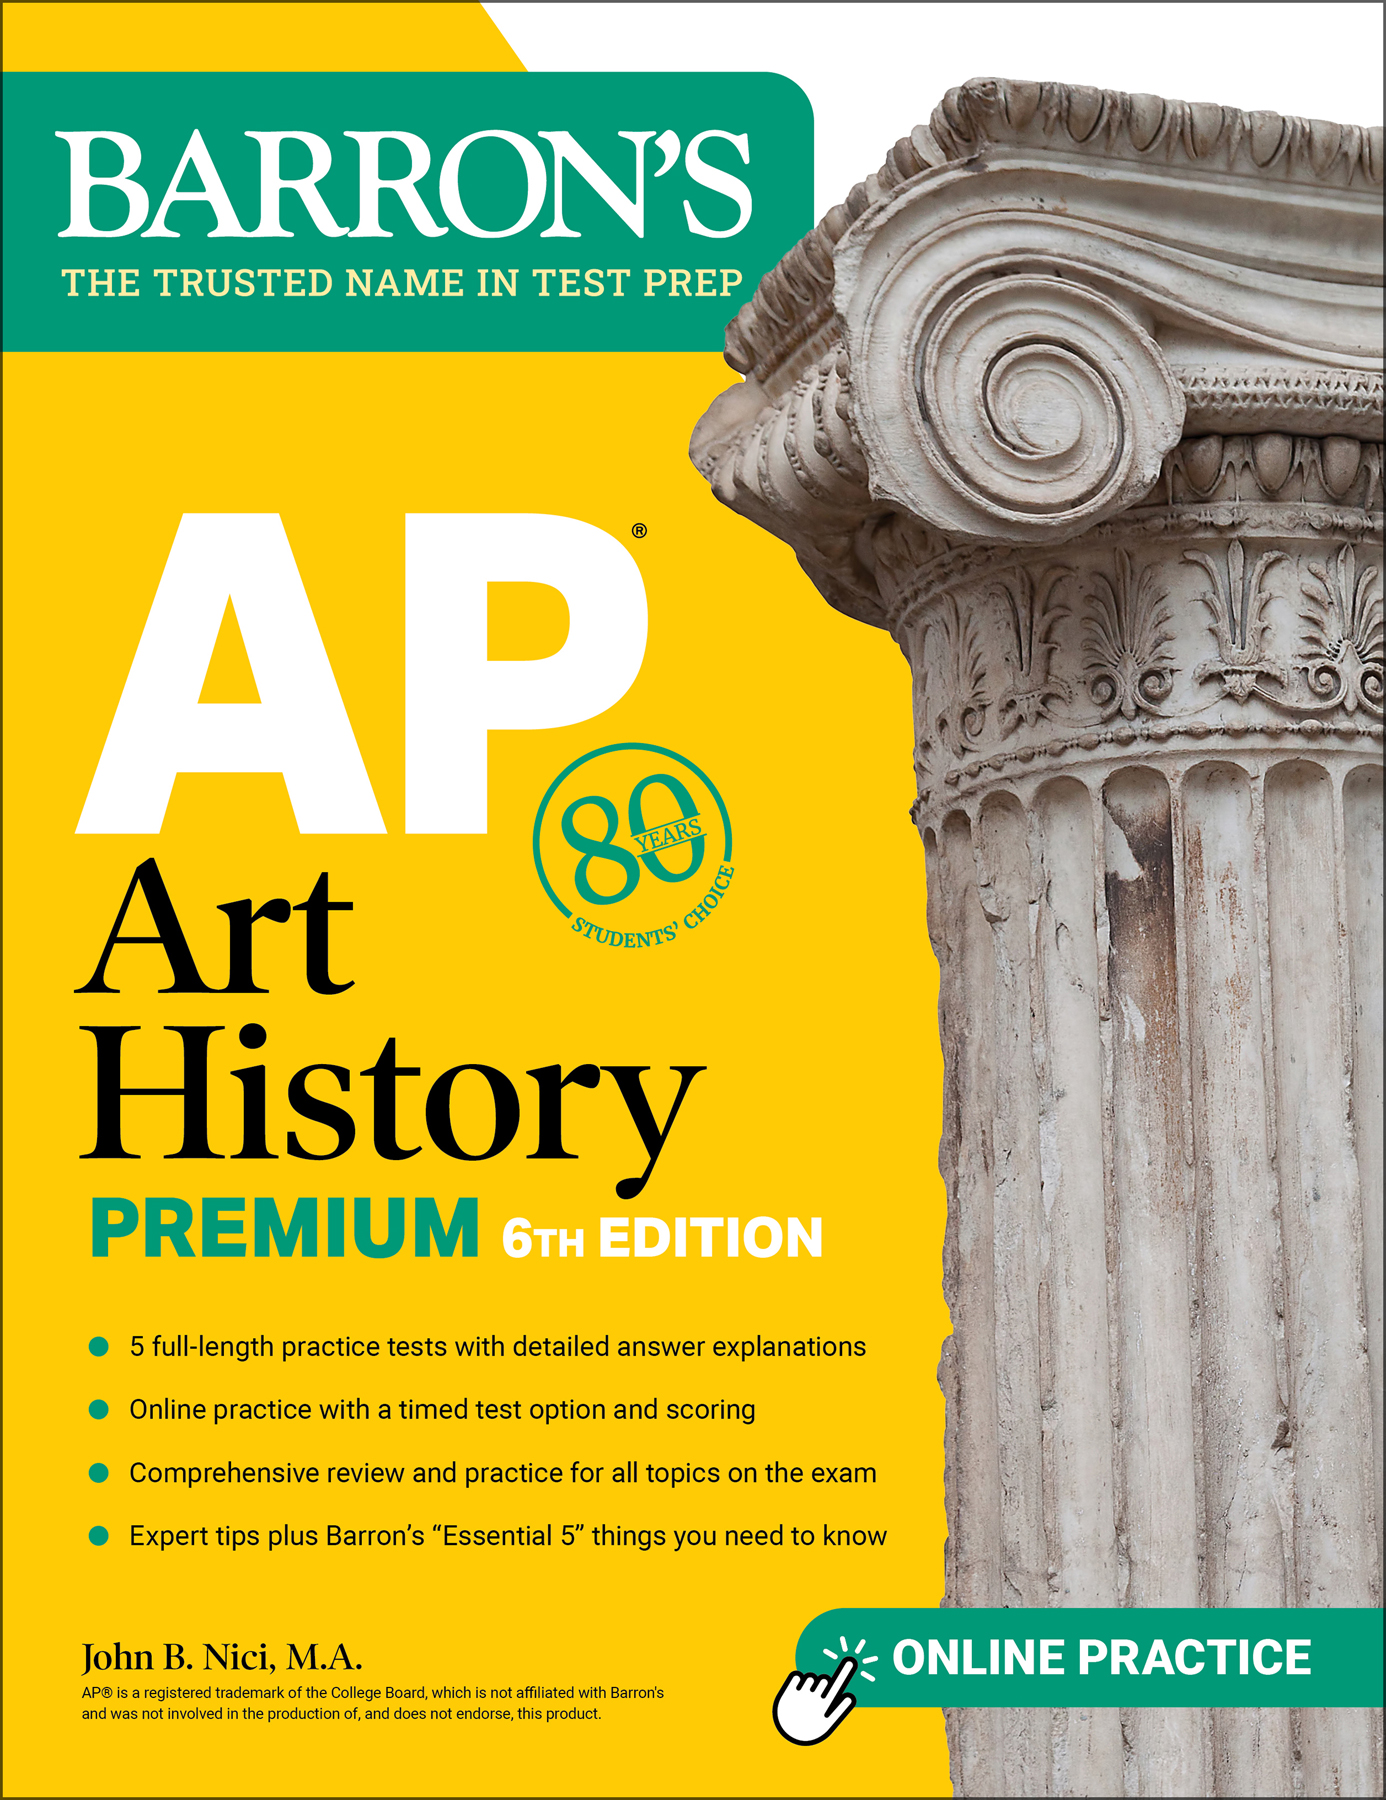 BARRON'S
THE TRUSTED NAME IN TEST PREP
AP®
80
YEARS
STUDENTS' CHOICE
Art
History
PREMIUM 6TH EDITION
5 full-length practice tests with detailed answer explanations
Online practice with a timed test option and scoring
Comprehensive review and practice for all topics on the exam
Expert tips plus Barron's “Essential 5” things you need to know
John B. Nici, M.A.
AP® is a registered trademark of the College Board, which is not affiliated with Barron's
and was not involved in the production of, and does not endorse, this product.
ONLINE PRACTICE